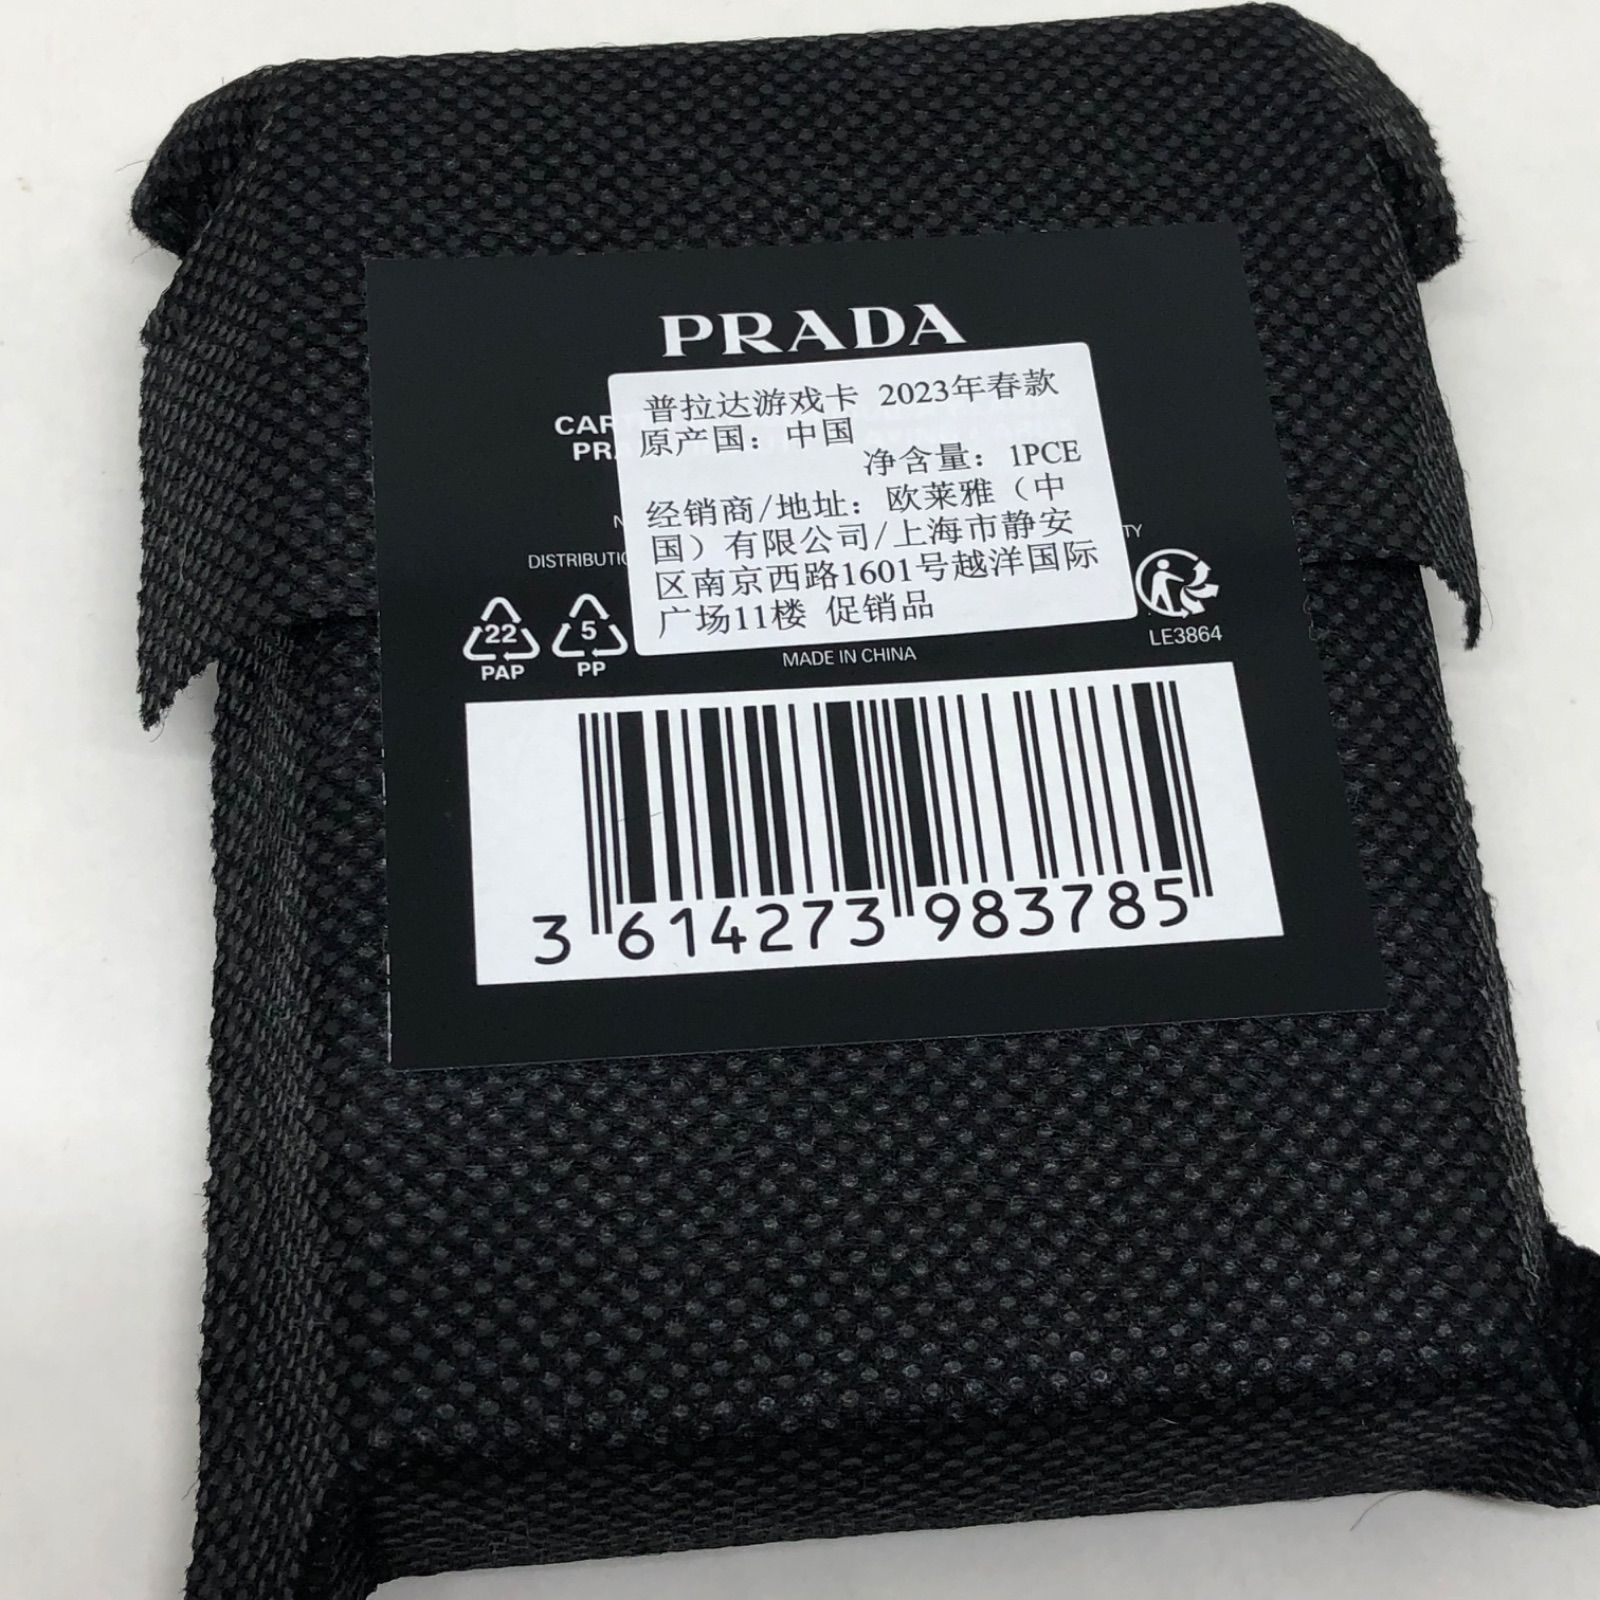 PRADA
普拉达游戏卡 2023年春款
原产国：中国
净含量：1PCE
经销商/地址：欧莱雅（中
国）有限公司/上海市静安
区南京西路1601号越洋国际
广场11楼 促销品
22
PAP
5
PP
MADE IN CHINA
LE3864
3 614273 983785